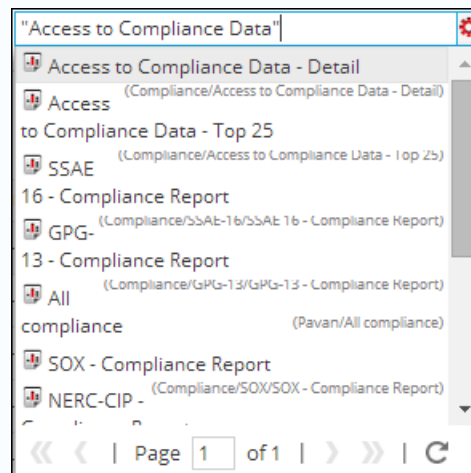 "Access to Compliance Data"
Access to Compliance Data - Detail
(Compliance/Access to Compliance Data - Detail)
Access
to Compliance Data - Top 25
(Compliance/Access to Compliance Data - Top 25)
SSAE
16 - Compliance Report
(Compliance/SSAE-16/SSAE 16 - Compliance Report)
GPG-
13 - Compliance Report
(Compliance/GPG-13/GPG-13 - Compliance Report)
All
compliance
(Pavan/All compliance)
SOX - Compliance Report
(Compliance/SOX/SOX - Compliance Report)
NERC-CIP -
Compliance Report
Page 1 of 1